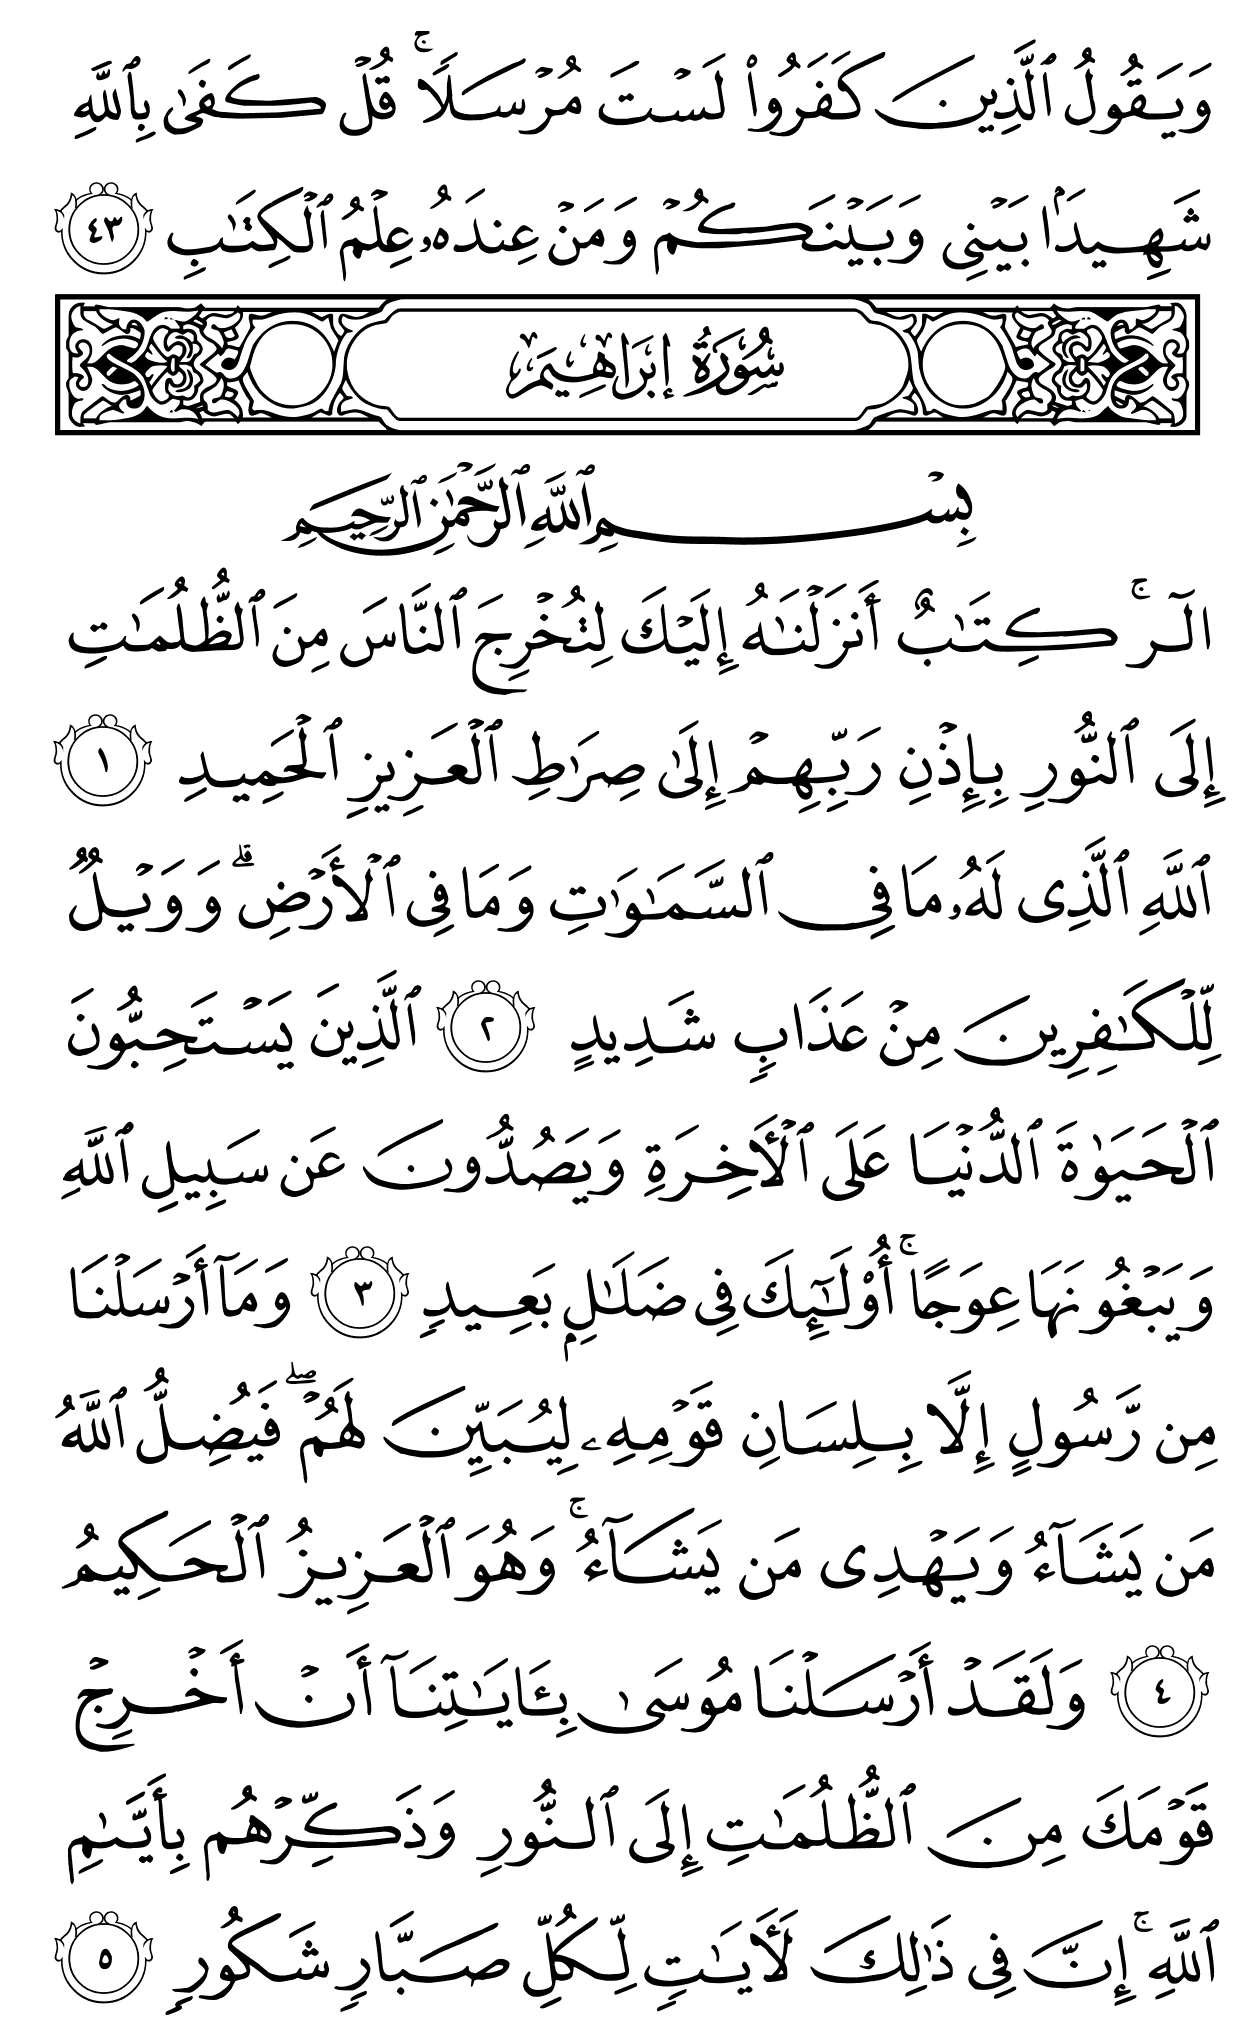 وَيَقُولُ ٱلَّذِينَ كَفَرُوا۟ لَسْتَ مُرْسَلًا ۚ قُلْ كَفَىٰ بِٱللَّهِ
شَهِيدًۢا بَيْنِى وَبَيْنَكُمْ وَمَنْ عِندَهُۥ عِلْمُ ٱلْكِتَـٰبِ ٤٣
سُورَةُ إِبْرَاهِيمَ
بِسْمِ ٱللَّهِ ٱلرَّحْمَـٰنِ ٱلرَّحِيمِ
الٓر ۚ كِتَـٰبٌ أَنزَلْنَـٰهُ إِلَيْكَ لِتُخْرِجَ ٱلنَّاسَ مِنَ ٱلظُّلُمَـٰتِ
إِلَى ٱلنُّورِ بِإِذْنِ رَبِّهِمْ إِلَىٰ صِرَٰطِ ٱلْعَزِيزِ ٱلْحَمِيدِ ١
ٱللَّهِ ٱلَّذِى لَهُۥ مَا فِى ٱلسَّمَـٰوَٰتِ وَمَا فِى ٱلْأَرْضِ ۗ وَوَيْلٌ
لِّلْكَـٰفِرِينَ مِنْ عَذَابٍ شَدِيدٍ ٢ ٱلَّذِينَ يَسْتَحِبُّونَ
ٱلْحَيَوٰةَ ٱلدُّنْيَا عَلَى ٱلْـَٔاخِرَةِ وَيَصُدُّونَ عَن سَبِيلِ ٱللَّهِ
وَيَبْغُونَهَا عِوَجًا ۚ أُو۟لَـٰٓئِكَ فِى ضَلَـٰلٍۭ بَعِيدٍ ٣ وَمَآ أَرْسَلْنَا
مِن رَّسُولٍ إِلَّا بِلِسَانِ قَوْمِهِۦ لِيُبَيِّنَ لَهُمْ ۖ فَيُضِلُّ ٱللَّهُ
مَن يَشَآءُ وَيَهْدِى مَن يَشَآءُ ۚ وَهُوَ ٱلْعَزِيزُ ٱلْحَكِيمُ
٤ وَلَقَدْ أَرْسَلْنَا مُوسَىٰ بِـَٔايَـٰتِنَآ أَنْ أَخْرِجْ
قَوْمَكَ مِنَ ٱلظُّلُمَـٰتِ إِلَى ٱلنُّورِ وَذَكِّرْهُم بِأَيَّىٰمِ
ٱللَّهِ ۚ إِنَّ فِى ذَٰلِكَ لَـَٔايَـٰتٍ لِّكُلِّ صَبَّارٍ شَكُورٍ ٥